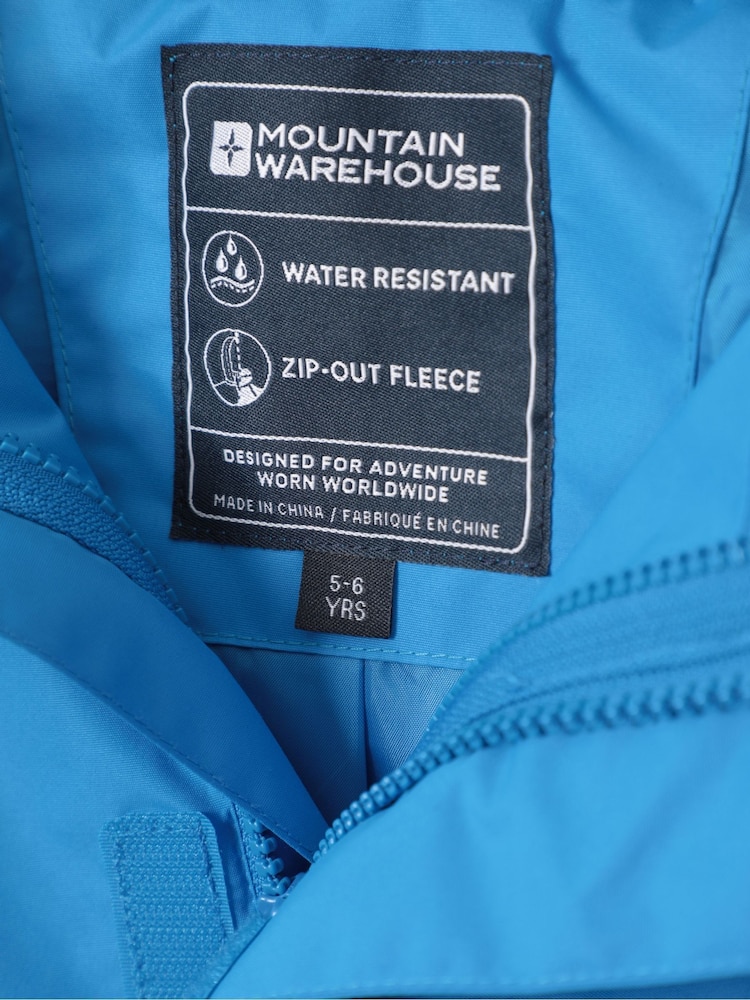 MOUNTAIN
WAREHOUSE
WATER RESISTANT
ZIP-OUT FLEECE
DESIGNED FOR ADVENTURE
WORN WORLDWIDE
MADE IN CHINA / FABRIQUÉ EN CHINE
5-6
YRS